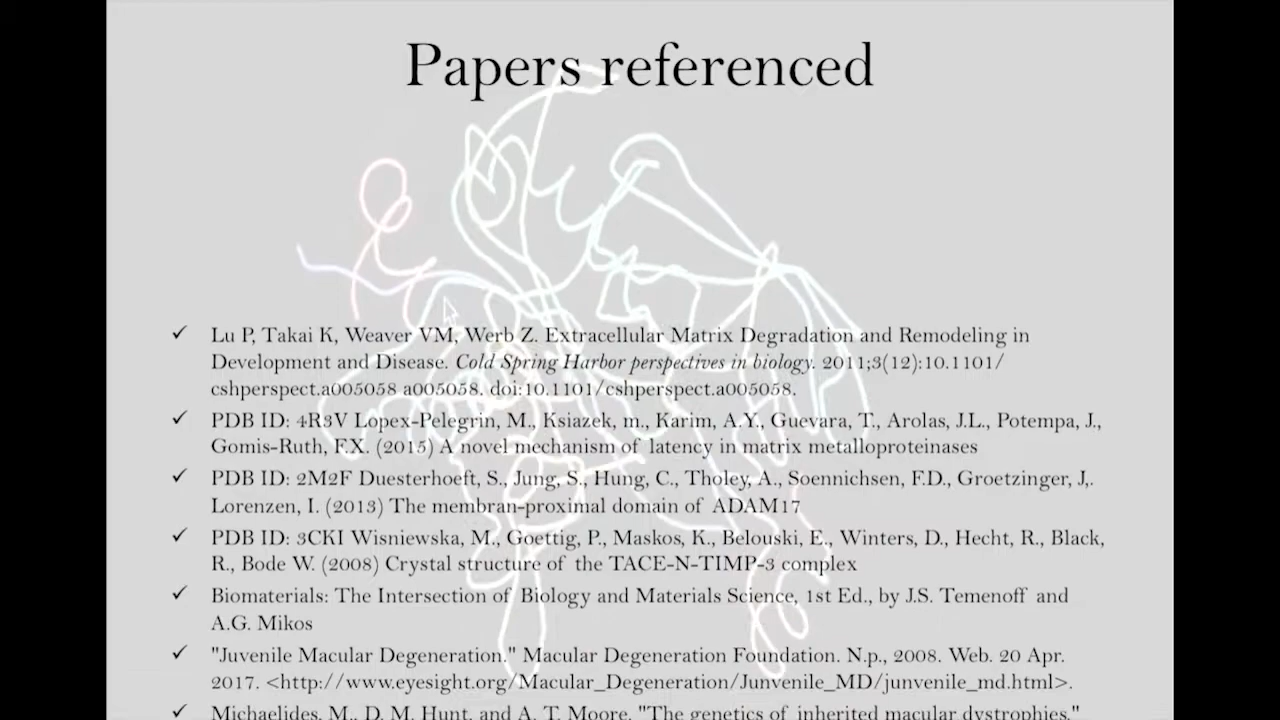 Papers referenced
✓ Lu P, Takai K, Weaver VM, Werb Z. Extracellular Matrix Degradation and Remodeling in
Development and Disease. Cold Spring Harbor perspectives in biology. 2011;3(12):10.1101/
cshperspect.a005058 a005058. doi:10.1101/cshperspect.a005058.
✓ PDB ID: 4R3V Lopex-Pelegrin, M., Ksiazek, m., Karim, A.Y., Guevara, T., Arolas, J.L., Potempa, J.,
Gomis-Ruth, F.X. (2015) A novel mechanism of latency in matrix metalloproteinases
✓ PDB ID: 2M2F Duesterhoeft, S., Jung, S., Hung, C., Tholey, A., Soennichsen, F.D., Groetzinger, J,.
Lorenzen, I. (2013) The membran-proximal domain of ADAM17
✓ PDB ID: 3CKI Wisniewska, M., Goettig, P., Maskos, K., Belouski, E., Winters, D., Hecht, R., Black,
R., Bode W. (2008) Crystal structure of the TACE-N-TIMP-3 complex
✓ Biomaterials: The Intersection of Biology and Materials Science, 1st Ed., by J.S. Temenoff and
A.G. Mikos
✓ "Juvenile Macular Degeneration." Macular Degeneration Foundation. N.p., 2008. Web. 20 Apr.
2017. <http://www.eyesight.org/Macular_Degeneration/Junvenile_MD/junvenile_md.html>.
✓ Michaelides, M., D. M. Hunt, and A. T. Moore. "The genetics of inherited macular dystrophies."